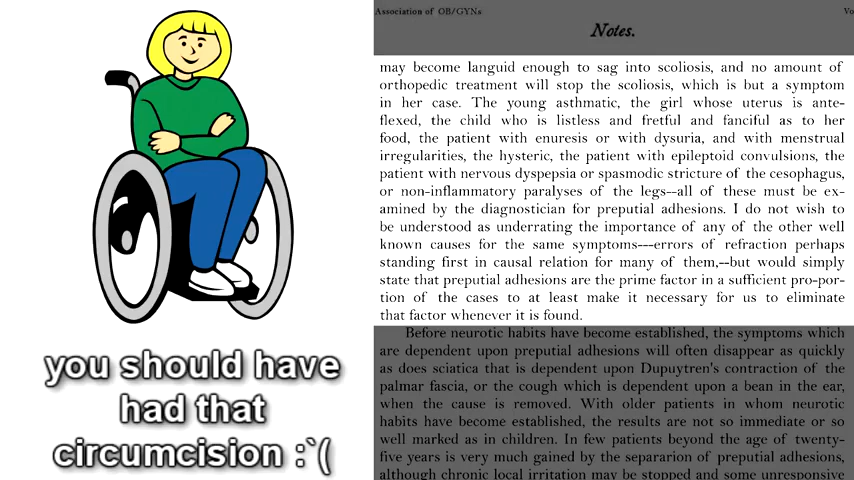 you should have
had that
circumcision :`(
Association of OB/GYNs
Vo
Notes.
may become languid enough to sag into scoliosis, and no amount of
orthopedic treatment will stop the scoliosis, which is but a symptom
in her case. The young asthmatic, the girl whose uterus is ante-
flexed, the child who is listless and fretful and fanciful as to her
food, the patient with enuresis or with dysuria, and with menstrual
irregularities, the hysteric, the patient with epileptoid convulsions, the
patient with nervous dyspepsia or spasmodic stricture of the cesophagus,
or non-inflammatory paralyses of the legs--all of these must be ex-
amined by the diagnostician for preputial adhesions. I do not wish to
be understood as underrating the importance of any of the other well
known causes for the same symptoms---errors of refraction perhaps
standing first in causal relation for many of them,--but would simply
state that preputial adhesions are the prime factor in a sufficient pro-por-
tion of the cases to at least make it necessary for us to eliminate
that factor whenever it is found.
Before neurotic habits have become established, the symptoms which
are dependent upon preputial adhesions will often disappear as quickly
as does sciatica that is dependent upon Dupuytren's contraction of the
palmar fascia, or the cough which is dependent upon a bean in the ear,
when the cause is removed. With older patients in whom neurotic
habits have become established, the results are not so immediate or so
well marked as in children. In few patients beyond the age of twenty-
five years is very much gained by the separarion of preputial adhesions,
although chronic local irritation may be stopped and some unresponsive